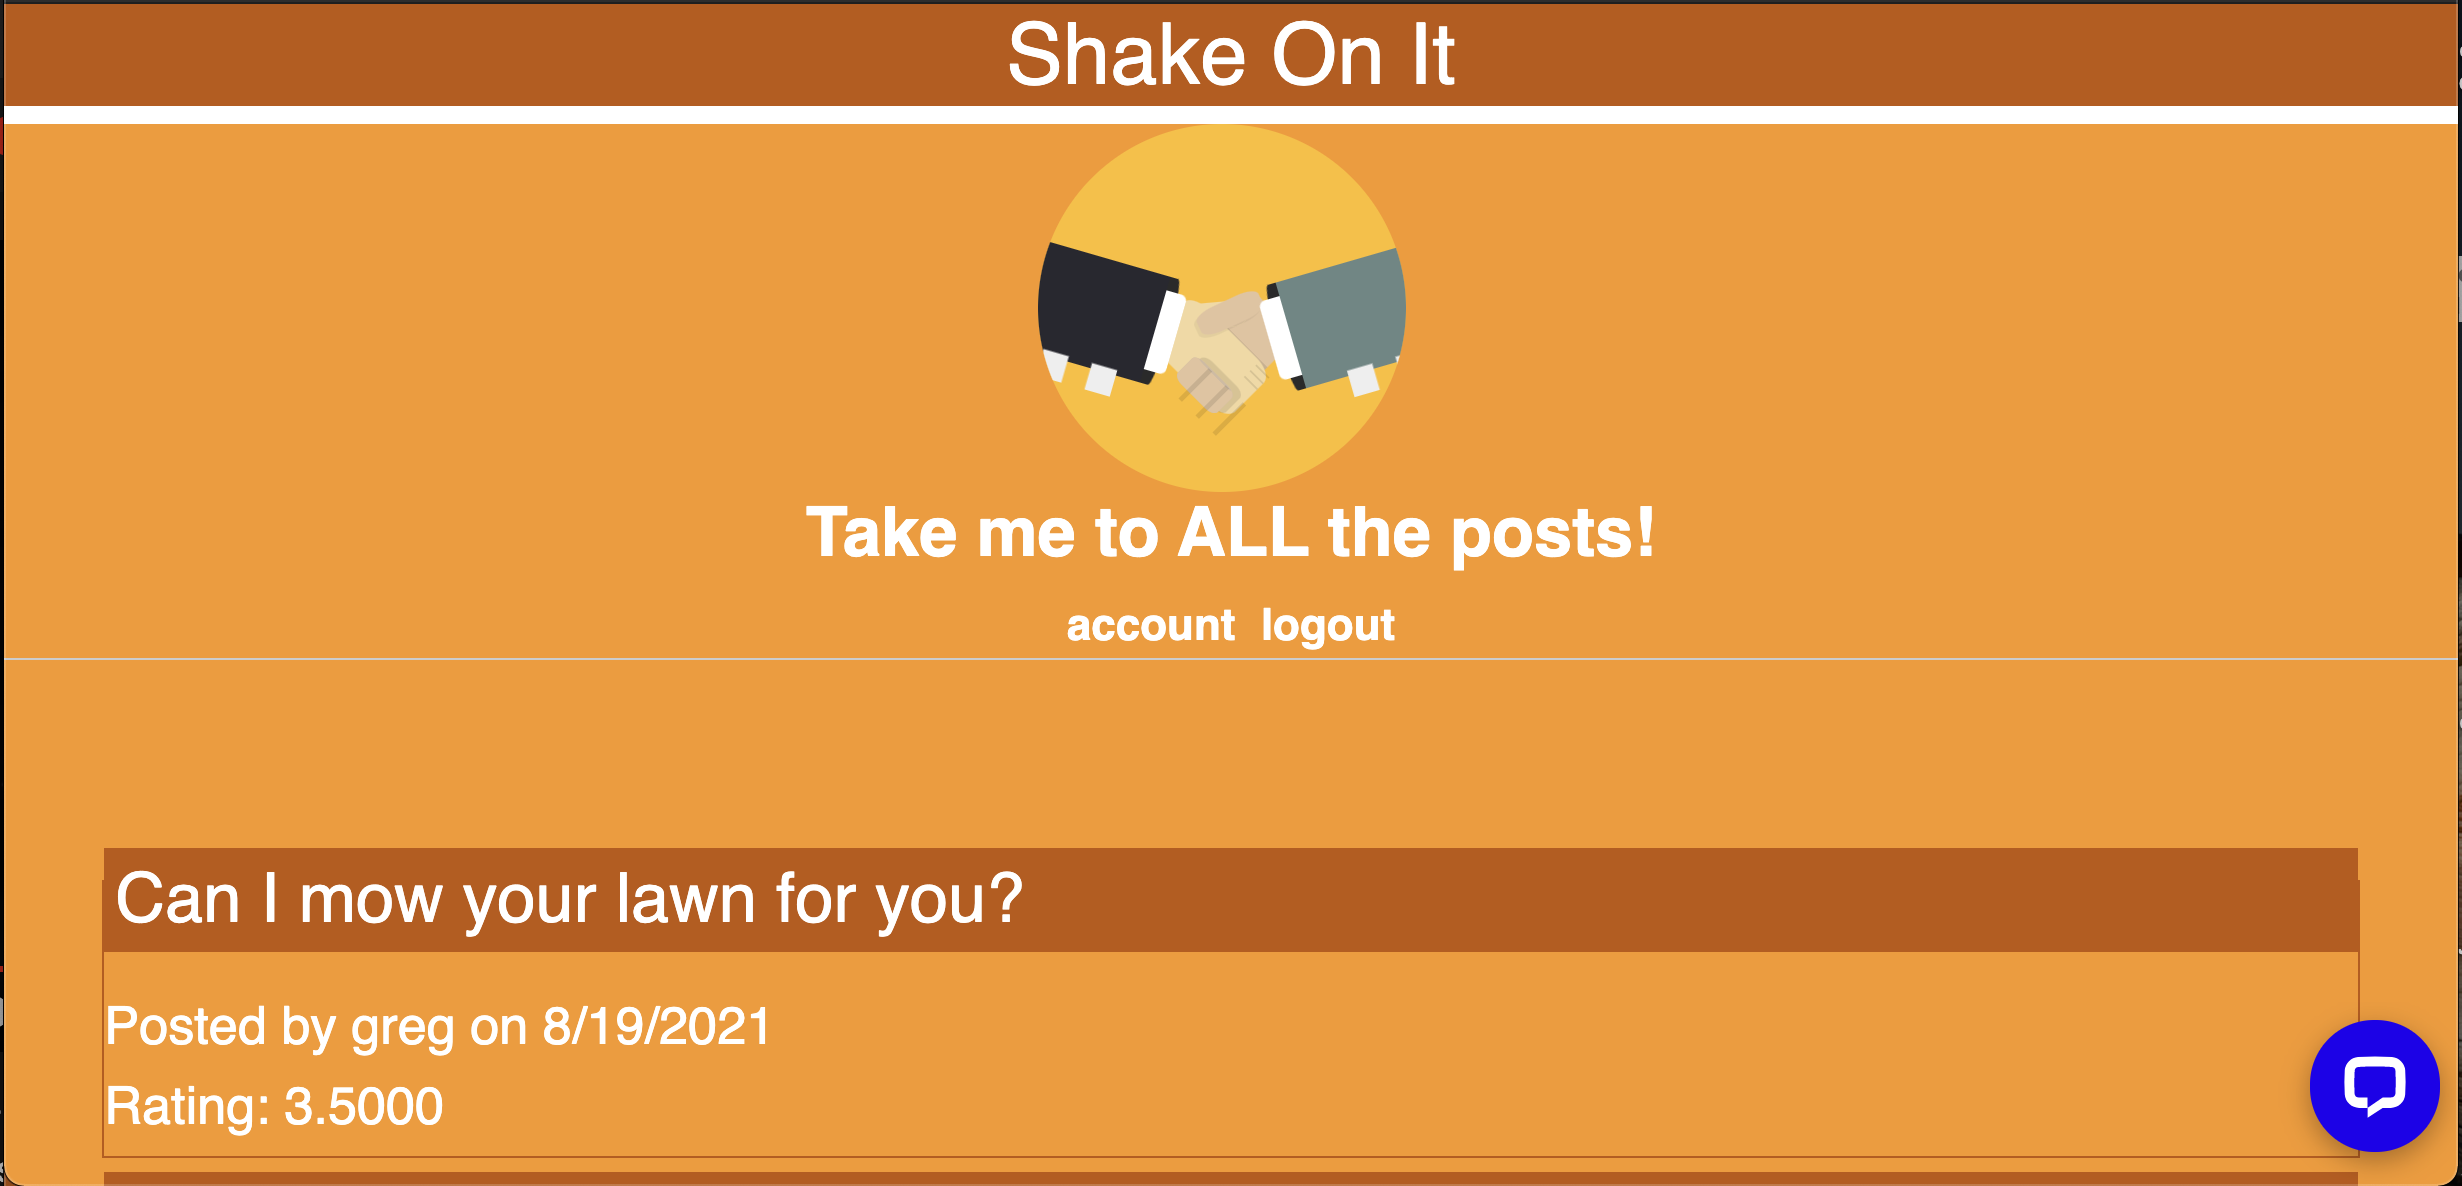 Shake On It
Take me to ALL the posts!
account logout
Can I mow your lawn for you?
Posted by greg on 8/19/2021
Rating: 3.5000